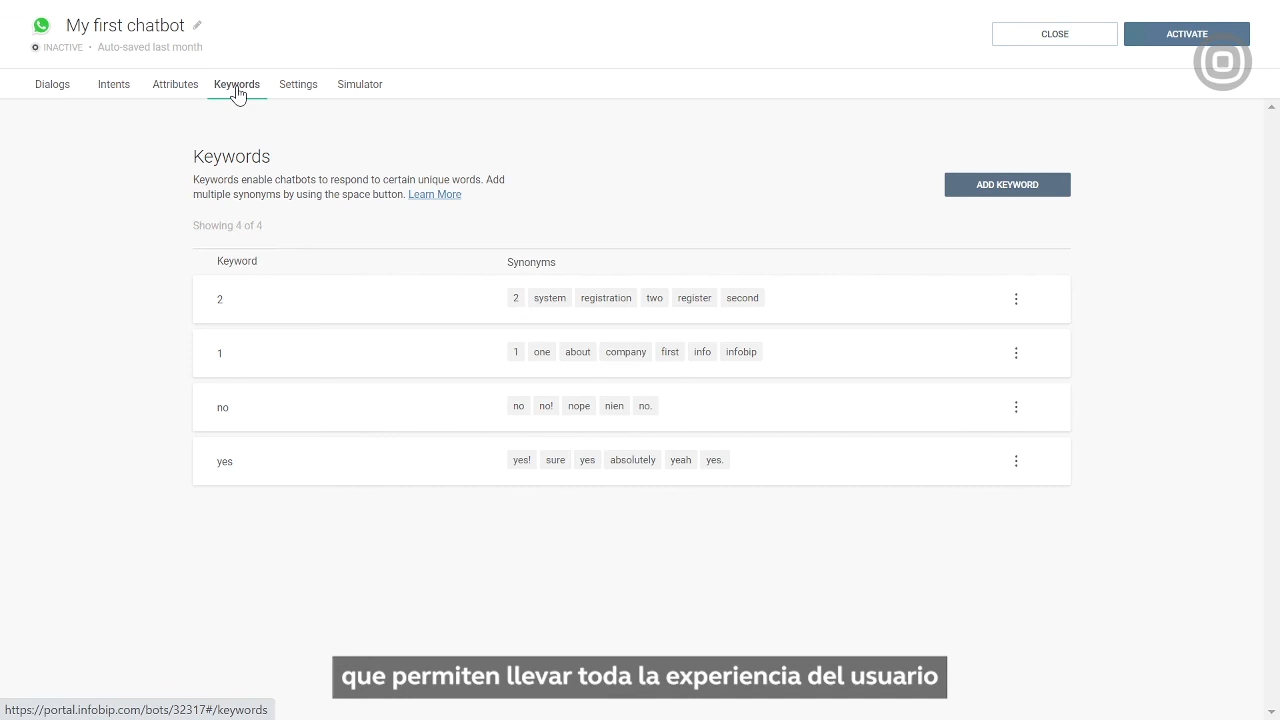 My first chatbot
CLOSE
ACTIVATE
INACTIVE • Auto-saved last month
Dialogs Intents Attributes Keywords Settings Simulator
Keywords
Keywords enable chatbots to respond to certain unique words. Add
multiple synonyms by using the space button. Learn More
ADD KEYWORD
Showing 4 of 4
Keyword Synonyms
2 2 system registration two register second
1 1 one about company first info infobip
no no no! nope nien no.
yes yes! sure yes absolutely yeah yes.
que permiten llevar toda la experiencia del usuario
https://portal.infobip.com/bots/32317#/keywords